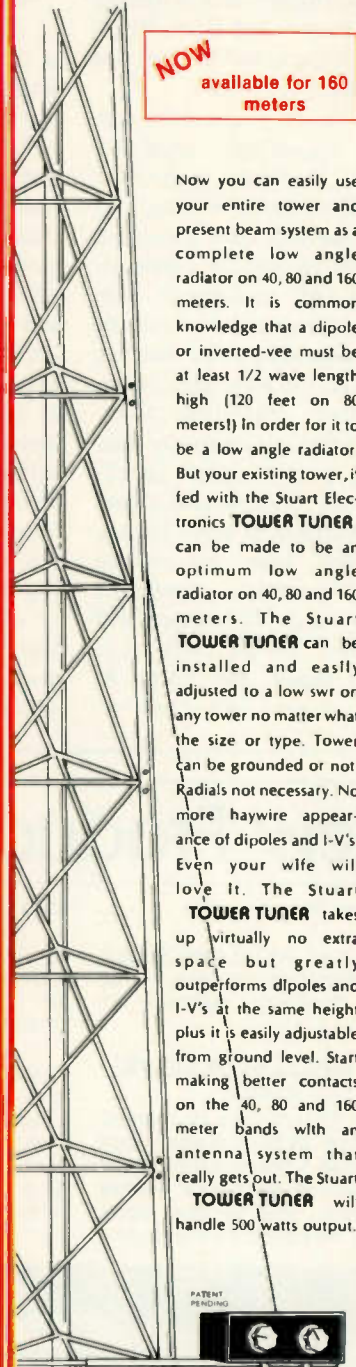 NOW
available for 160
meters
Now you can easily use
your entire tower and
present beam system as a
complete low angle
radiator on 40, 80 and 160
meters. It is common
knowledge that a dipole
or inverted-vee must be
at least 1/2 wave length
high (120 feet on 80
meters!) in order for it to
be a low angle radiator.
But your existing tower, if
fed with the Stuart Elec-
tronics TOWER TUNER
can be made to be an
optimum low angle
radiator on 40, 80 and 160
meters. The Stuart
TOWER TUNER can be
installed and easily
adjusted to a low swr on
any tower no matter what
the size or type. Tower
can be grounded or not.
Radials not necessary. No
more haywire appear-
ance of dipoles and I-V's.
Even your wife will
love it. The Stuart
TOWER TUNER takes
up virtually no extra
space but greatly
outperforms dipoles and
I-V's at the same height
plus it is easily adjustable
from ground level. Start
making better contacts
on the 40, 80 and 160
meter bands with an
antenna system that
really gets out. The Stuart
TOWER TUNER will
handle 500 watts output.
PATENT
PENDING